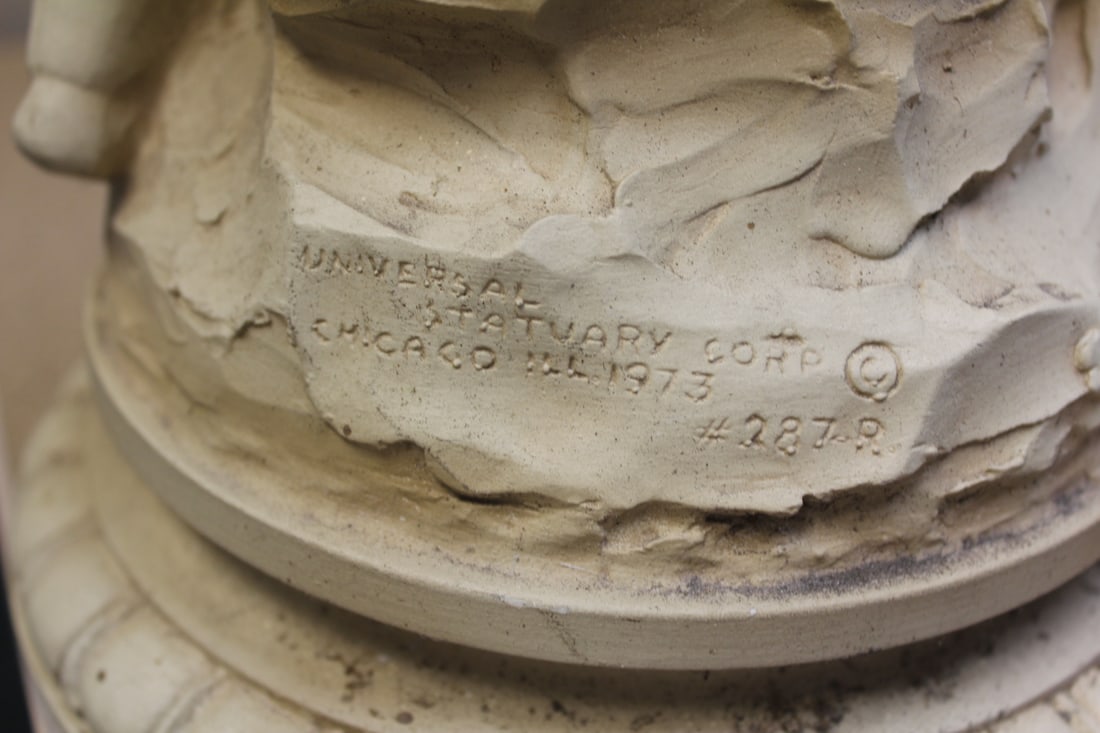 UNIVERSAL
STATUARY CORP ©
CHICAGO ILL. 1973
#287-R.